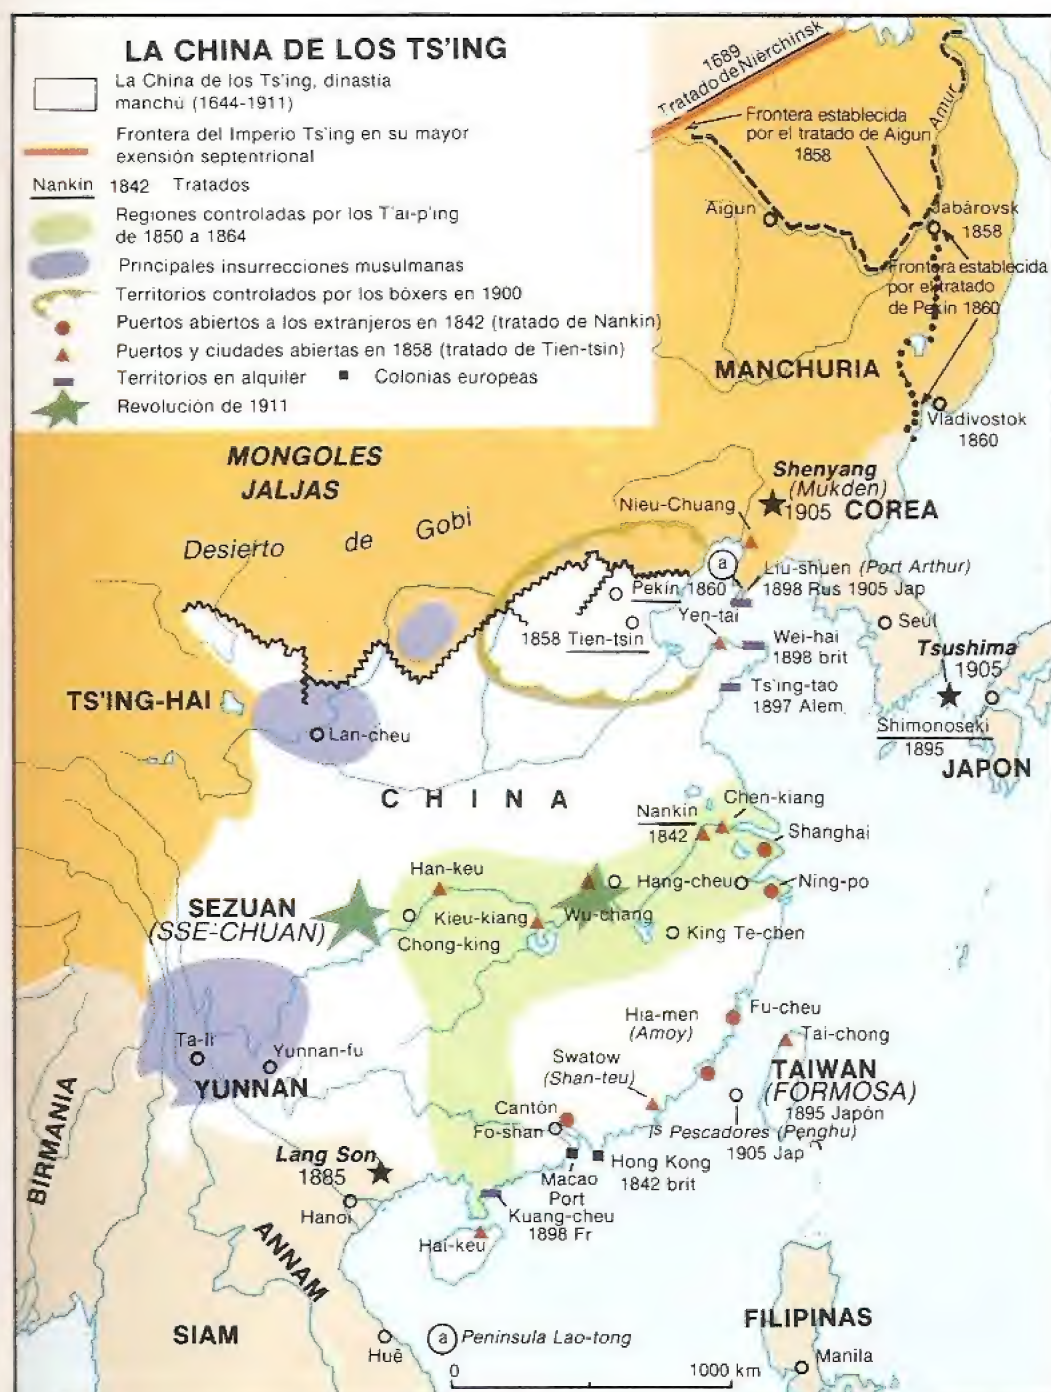 LA CHINA DE LOS TS'ING
La China de los Ts'ing, dinastía
manchú (1644-1911)
Frontera del Imperio Ts'ing en su mayor
exensión septentrional
Nankín 1842 Tratados
Regiones controladas por los T'ai-p'ing
de 1850 a 1864
Principales insurrecciones musulmanas
Territorios controlados por los bóxers en 1900
Puertos abiertos a los extranjeros en 1842 (tratado de Nankín)
Puertos y ciudades abiertas en 1858 (tratado de Tien-tsin)
Territorios en alquiler
Colonias europeas
Revolución de 1911
1689
Tratado de Niérchinsk
Frontera establecida
por el tratado de Aigun
1858
Amur
Aigun
Jabárovsk
1858
Frontera establecida
por el tratado
de Pekín 1860
MANCHURIA
Vladivostok
1860
MONGOLES
JALJAS
Desierto de Gobi
Nieu-Chuang
Shenyang
(Mukden)
1905
COREA
a
Liu-shuen (Port Arthur)
1898 Rus 1905 Jap
Pekín 1860
Yen-tai
1858 Tien-tsin
Seúl
Wei-hai
1898 brit
Tsushima
1905
TS'ING-HAI
Ts'ing-tao
1897 Alem
Lan-cheu
Shimonoseki
1895
JAPON
CHINA
Chen-kiang
Nankín
1842
Shanghai
Han-keu
Hang-cheu
Ning-po
SEZUAN
(SSE-CHUAN)
Kieu-kiang
Wu-chang
Chong-king
King Te-chen
Hia-men
(Amoy)
Fu-cheu
Ta-li
Yunnan-fu
Tai-chong
Swatow
(Shan-teu)
YUNNAN
TAIWAN
(FORMOSA)
1895 Japón
Cantón
Fo-shan
Is Pescadores (Penghu)
1905 Jap
BIRMANIA
Lang Son
1885
Hong Kong
1842 brit
Macao
Port
Hanoi
Kuang-cheu
1898 Fr
ANNAM
Hai-keu
SIAM
FILIPINAS
Huê
a Peninsula Lao-tong
Manila
0 1000 km